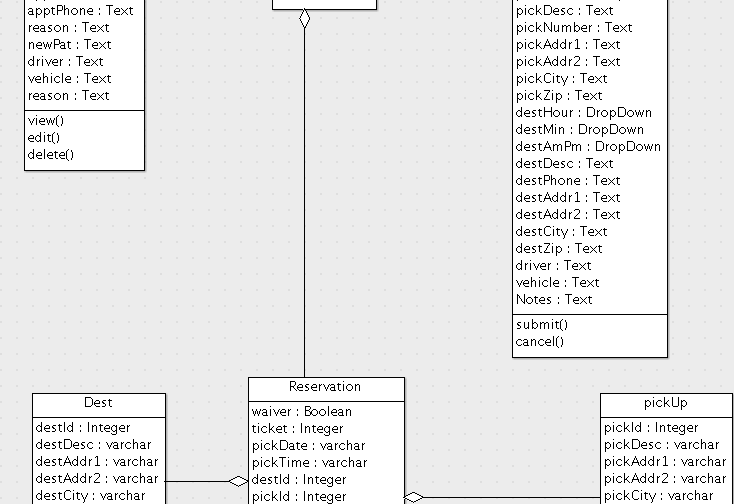 apptPhone : Text
reason : Text
newPat : Text
driver : Text
vehicle : Text
reason : Text
view()
edit()
delete()
pickDesc : Text
pickNumber : Text
pickAddr1 : Text
pickAddr2 : Text
pickCity : Text
pickZip : Text
destHour : DropDown
destMin : DropDown
destAmPm : DropDown
destDesc : Text
destPhone : Text
destAddr1 : Text
destAddr2 : Text
destCity : Text
destZip : Text
driver : Text
vehicle : Text
Notes : Text
submit()
cancel()
Dest
destId : Integer
destDesc : varchar
destAddr1 : varchar
destAddr2 : varchar
destCity : varchar
Reservation
waiver : Boolean
ticket : Integer
pickDate : varchar
pickTime : varchar
destId : Integer
pickId : Integer
pickUp
pickId : Integer
pickDesc : varchar
pickAddr1 : varchar
pickAddr2 : varchar
pickCity : varchar